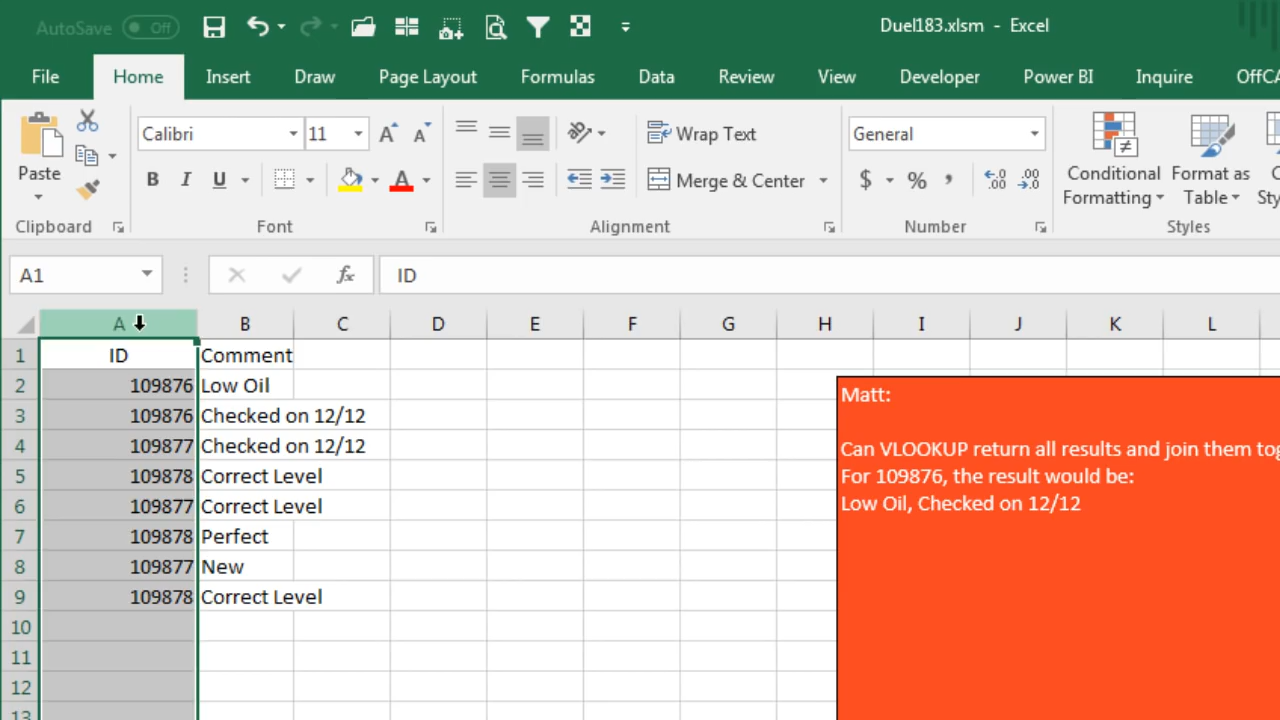 AutoSave Off Duel183.xlsm - Excel
File Home Insert Draw Page Layout Formulas Data Review View Developer Power BI Inquire
Paste
Calibri 11
B I U
Wrap Text
Merge & Center
General
$ % ,
Conditional Formatting
Format as Table
Clipboard Font Alignment Number Styles
A1 fx ID
A B C D E F G H I J K L
1 ID Comment
2 109876 Low Oil
3 109876 Checked on 12/12
4 109877 Checked on 12/12
5 109878 Correct Level
6 109877 Correct Level
7 109878 Perfect
8 109877 New
9 109878 Correct Level
10
11
12
13
Matt:
Can VLOOKUP return all results and join them
For 109876, the result would be:
Low Oil, Checked on 12/12